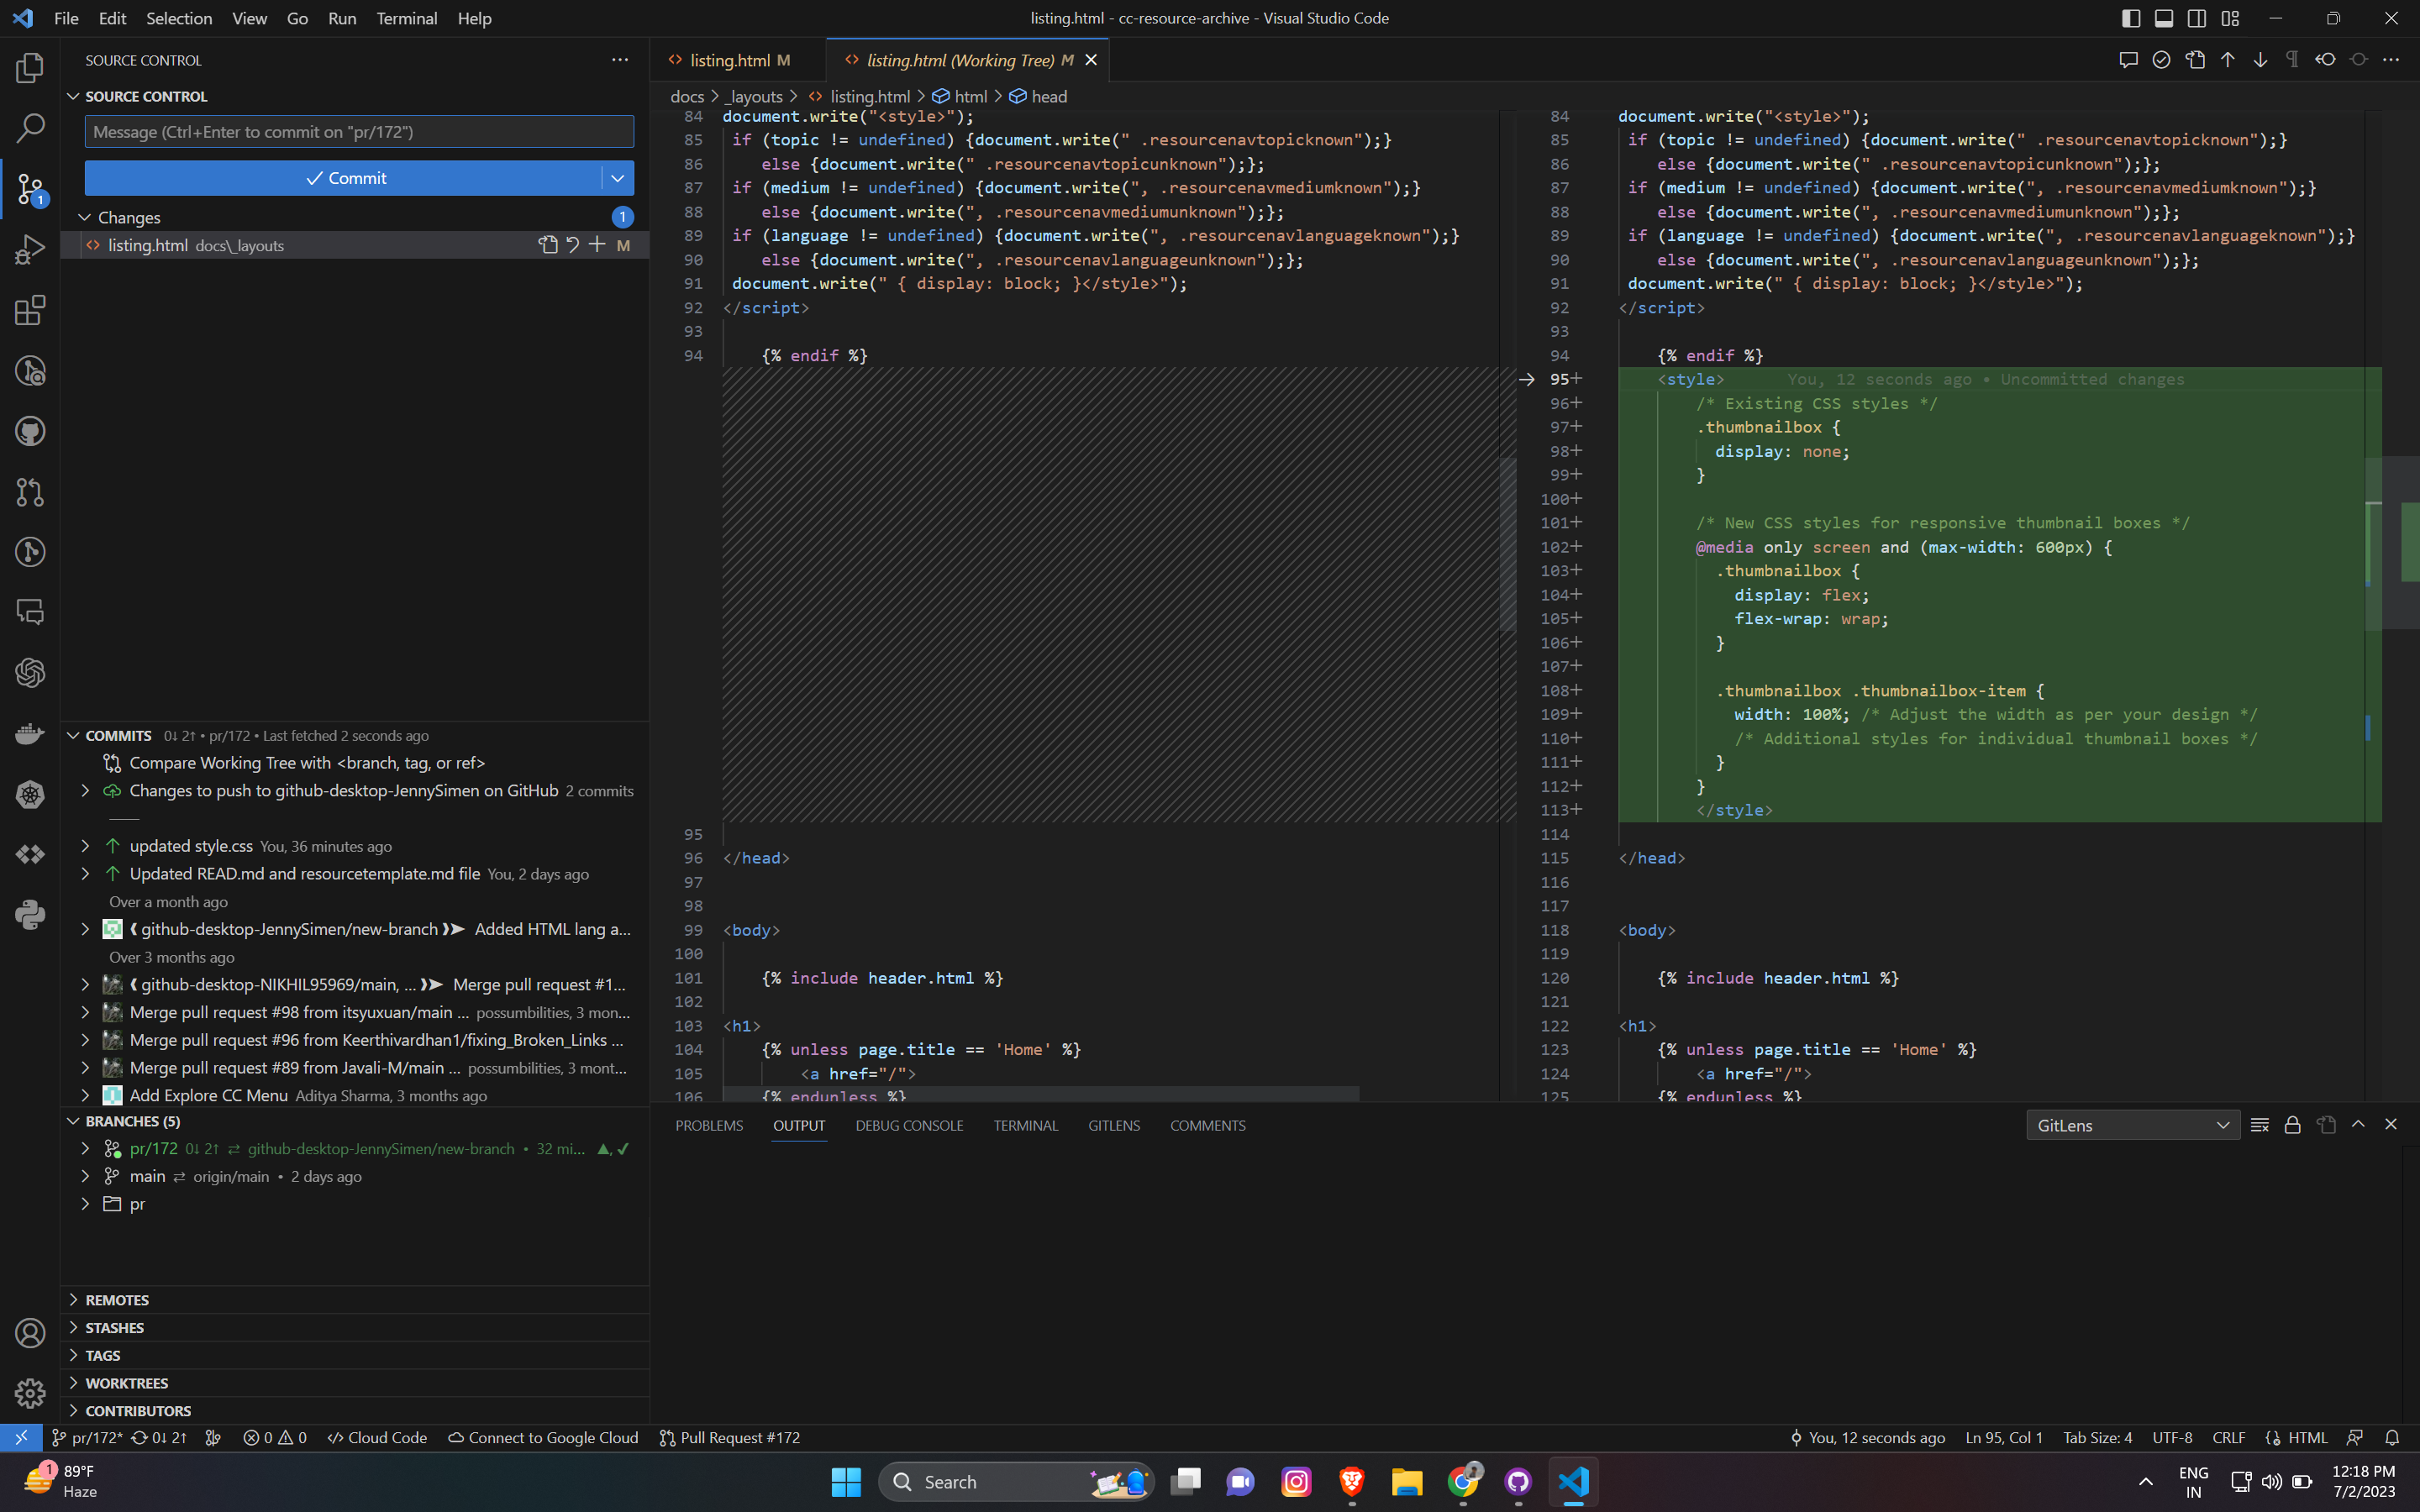 File Edit Selection View Go Run Terminal Help
listing.html - cc-resource-archive - Visual Studio Code
SOURCE CONTROL
SOURCE CONTROL
Message (Ctrl+Enter to commit on "pr/172")
Commit
Changes
1
listing.html docs\_layouts M
1
COMMITS 0↓ 2↑ • pr/172 • Last fetched 2 seconds ago
Compare Working Tree with <branch, tag, or ref>
Changes to push to github-desktop-JennySimen on GitHub 2 commits
updated style.css You, 36 minutes ago
Updated READ.md and resourcetemplate.md file You, 2 days ago
Over a month ago
❰ github-desktop-JennySimen/new-branch ❱➤ Added HTML lang a...
Over 3 months ago
❰ github-desktop-NIKHIL95969/main, ... ❱➤ Merge pull request #1...
Merge pull request #98 from itsyuxuan/main ... possumbilities, 3 mon...
Merge pull request #96 from Keerthivardhan1/fixing_Broken_Links ...
Merge pull request #89 from Javali-M/main ... possumbilities, 3 mont...
Add Explore CC Menu Aditya Sharma, 3 months ago
BRANCHES (5)
pr/172 0↓ 2↑ ⇄ github-desktop-JennySimen/new-branch • 32 mi... ▲,✓
main ⇄ origin/main • 2 days ago
pr
REMOTES
STASHES
TAGS
WORKTREES
CONTRIBUTORS
listing.html M
listing.html (Working Tree) M
docs > _layouts > listing.html > html > head
84 document.write("<style>");
85 if (topic != undefined) {document.write(" .resourcenavtopicknown");}
86 else {document.write(" .resourcenavtopicunknown");};
87 if (medium != undefined) {document.write(", .resourcenavmediumknown");}
88 else {document.write(", .resourcenavmediumunknown");};
89 if (language != undefined) {document.write(", .resourcenavlanguageknown");}
90 else {document.write(", .resourcenavlanguageunknown");};
91 document.write(" { display: block; }</style>");
92 </script>
93
94 {% endif %}
95
96 </head>
97
98
99 <body>
100
101 {% include header.html %}
102
103 <h1>
104 {% unless page.title == 'Home' %}
105 <a href="/">
106 {% endunless %}
84 document.write("<style>");
85 if (topic != undefined) {document.write(" .resourcenavtopicknown");}
86 else {document.write(" .resourcenavtopicunknown");};
87 if (medium != undefined) {document.write(", .resourcenavmediumknown");}
88 else {document.write(", .resourcenavmediumunknown");};
89 if (language != undefined) {document.write(", .resourcenavlanguageknown");}
90 else {document.write(", .resourcenavlanguageunknown");};
91 document.write(" { display: block; }</style>");
92 </script>
93
94 {% endif %}
95+ <style> You, 12 seconds ago • Uncommitted changes
96+ /* Existing CSS styles */
97+ .thumbnailbox {
98+ display: none;
99+ }
100+
101+ /* New CSS styles for responsive thumbnail boxes */
102+ @media only screen and (max-width: 600px) {
103+ .thumbnailbox {
104+ display: flex;
105+ flex-wrap: wrap;
106+ }
107+
108+ .thumbnailbox .thumbnailbox-item {
109+ width: 100%; /* Adjust the width as per your design */
110+ /* Additional styles for individual thumbnail boxes */
111+ }
112+ }
113+ </style>
114
115 </head>
116
117
118 <body>
119
120 {% include header.html %}
121
122 <h1>
123 {% unless page.title == 'Home' %}
124 <a href="/">
125 {% endunless %}
PROBLEMS OUTPUT DEBUG CONSOLE TERMINAL GITLENS COMMENTS
GitLens
pr/172* 0↓ 2↑ 0 0 Cloud Code Connect to Google Cloud Pull Request #172
You, 12 seconds ago Ln 95, Col 1 Tab Size: 4 UTF-8 CRLF HTML
1
89°F
Haze
Search
ENG
IN
12:18 PM
7/2/2023